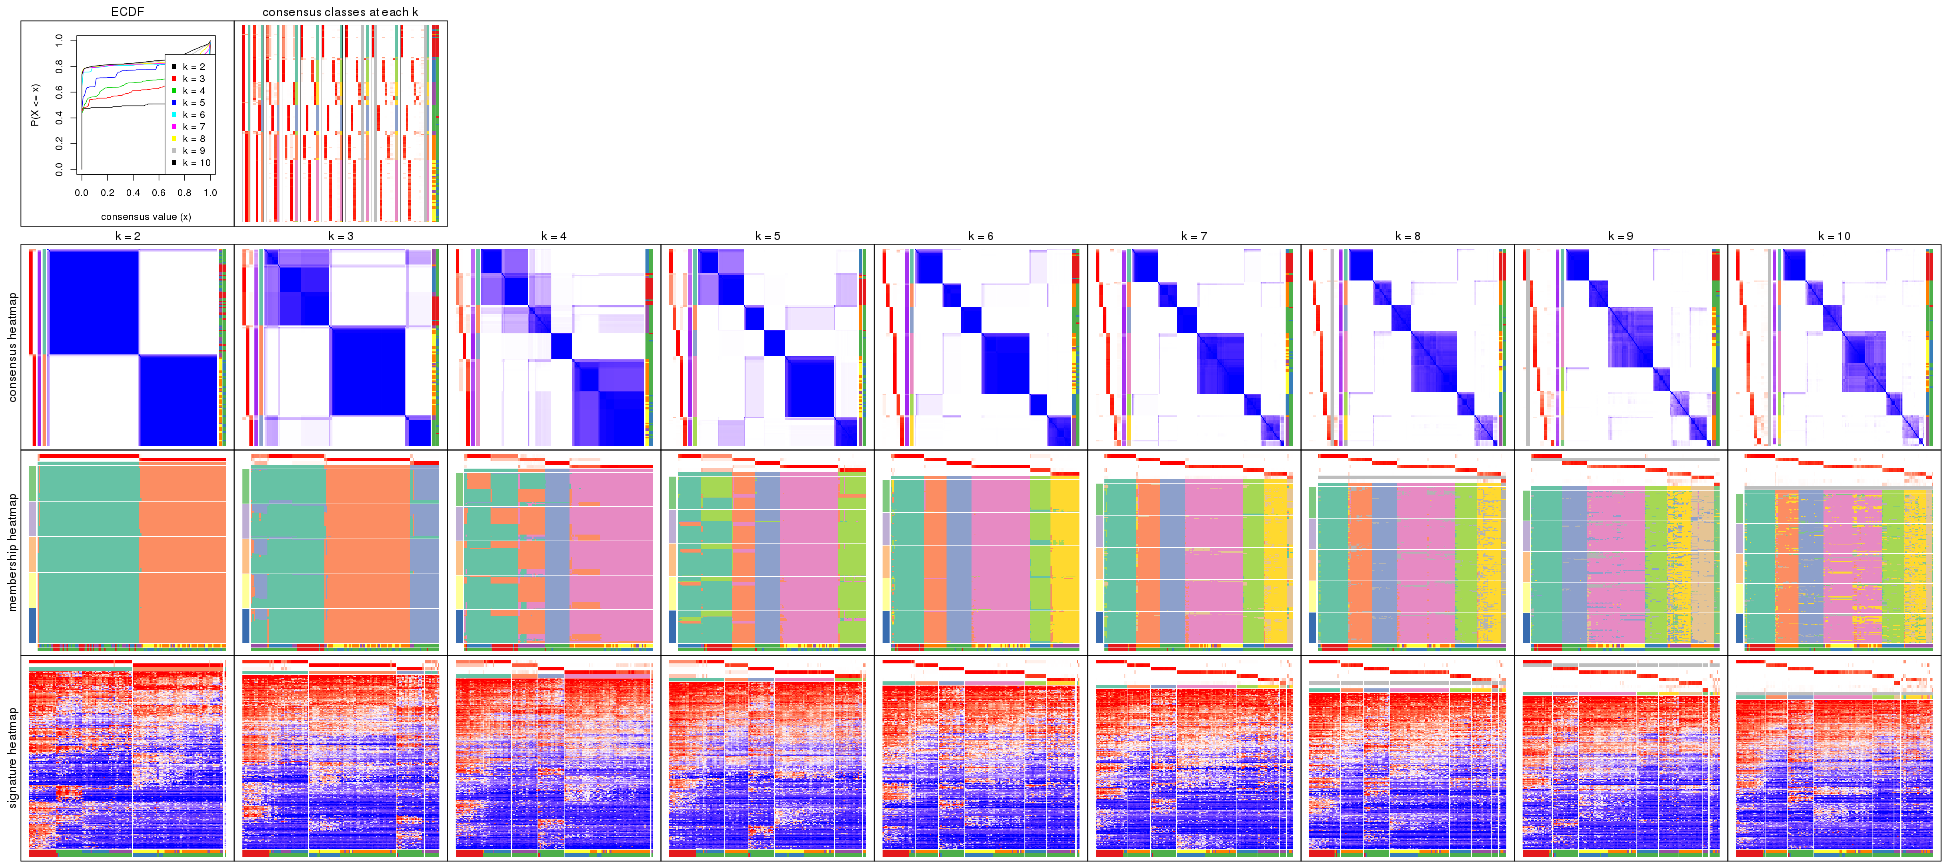 ECDF
consensus classes at each k
P(X <= x)
0.0
0.2
0.4
0.6
0.8
1.0
k = 2
k = 3
k = 4
k = 5
k = 6
k = 7
k = 8
k = 9
k = 10
0.0 0.2 0.4 0.6 0.8 1.0
consensus value (x)
k = 2
k = 3
k = 4
k = 5
k = 6
k = 7
k = 8
k = 9
k = 10
consensus heatmap
membership heatmap
signature heatmap